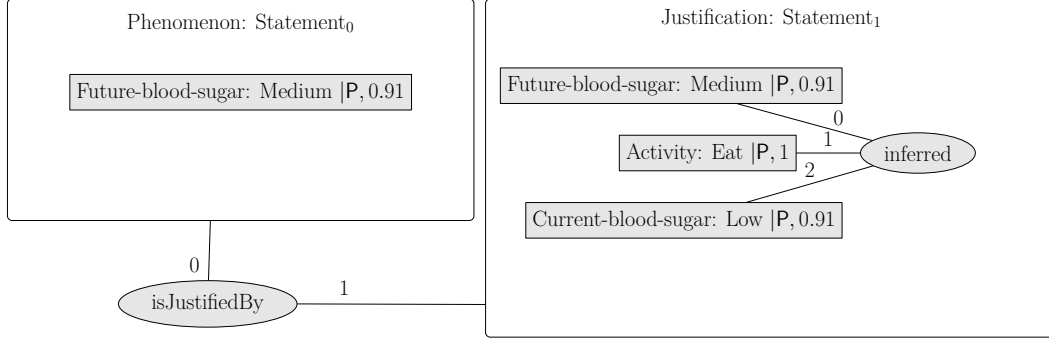 Phenomenon: Statement₀
Future-blood-sugar: Medium |P, 0.91
0
isJustifiedBy
1
Justification: Statement₁
Future-blood-sugar: Medium |P, 0.91
0
Activity: Eat |P, 1
1
inferred
2
Current-blood-sugar: Low |P, 0.91